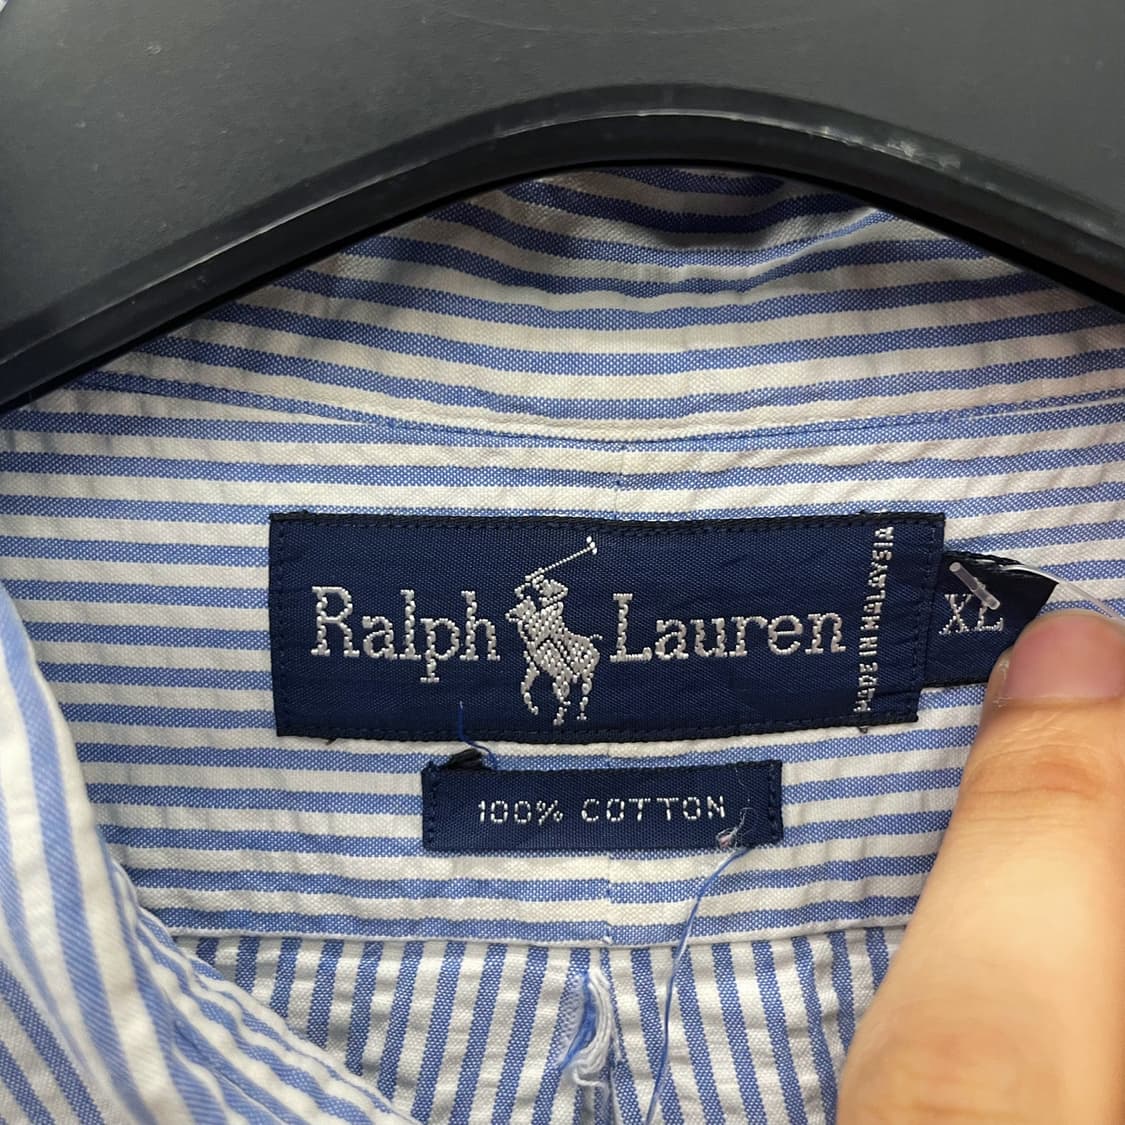 Ralph Lauren
MADE IN MALAYSIA
XL
100% COTTON